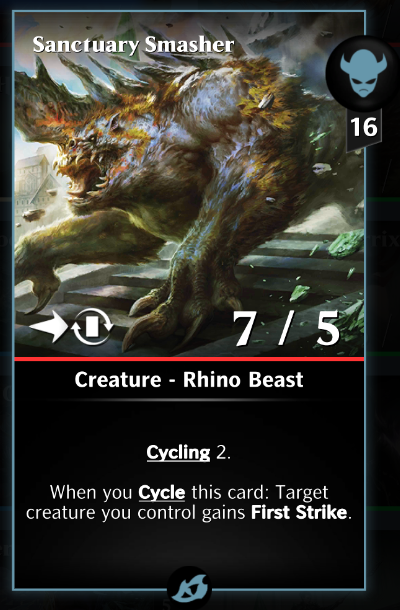 Sanctuary Smasher
16
7 / 5
Creature - Rhino Beast
Cycling 2.
When you Cycle this card: Target
creature you control gains First Strike.